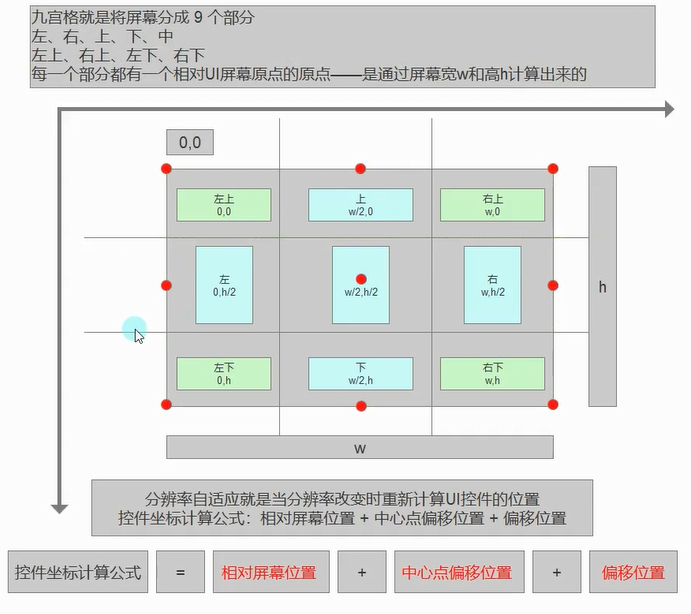 九宫格就是将屏幕分成 9 个部分
左、右、上、下、中
左上、右上、左下、右下
每一个部分都有一个相对UI屏幕原点的原点——是通过屏幕宽w和高h计算出来的
0,0
左上
0,0
上
w/2,0
右上
w,0
左
0,h/2
w/2,h/2
右
w,h/2
h
左下
0,h
下
w/2,h
右下
w,h
w
分辨率自适应就是当分辨率改变时重新计算UI控件的位置
控件坐标计算公式：相对屏幕位置 + 中心点偏移位置 + 偏移位置
控件坐标计算公式 = 相对屏幕位置 + 中心点偏移位置 + 偏移位置